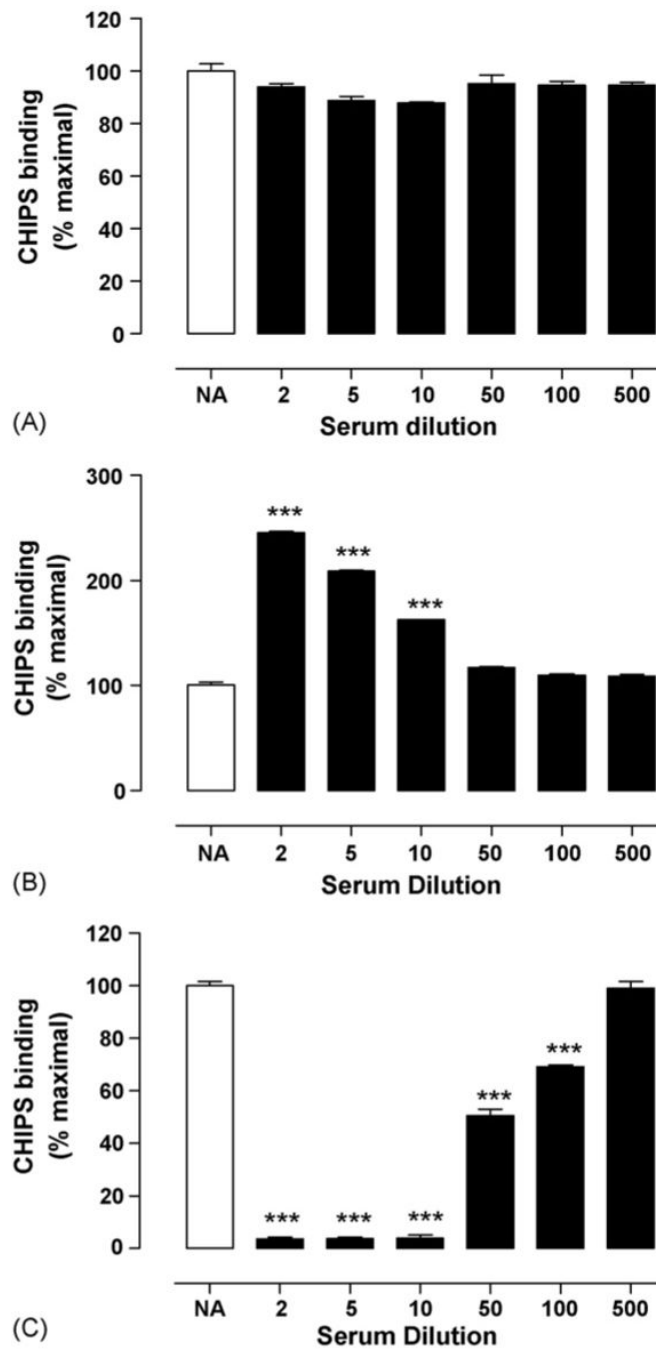 120
100
80
60
40
20
0
CHIPS binding
(% maximal)
NA 2 5 10 50 100 500
Serum dilution
(A)
300
200
100
0
CHIPS binding
(% maximal)
*** *** ***
NA 2 5 10 50 100 500
Serum Dilution
(B)
120
100
80
60
40
20
0
CHIPS binding
(% maximal)
*** *** *** *** ***
NA 2 5 10 50 100 500
Serum Dilution
(C)